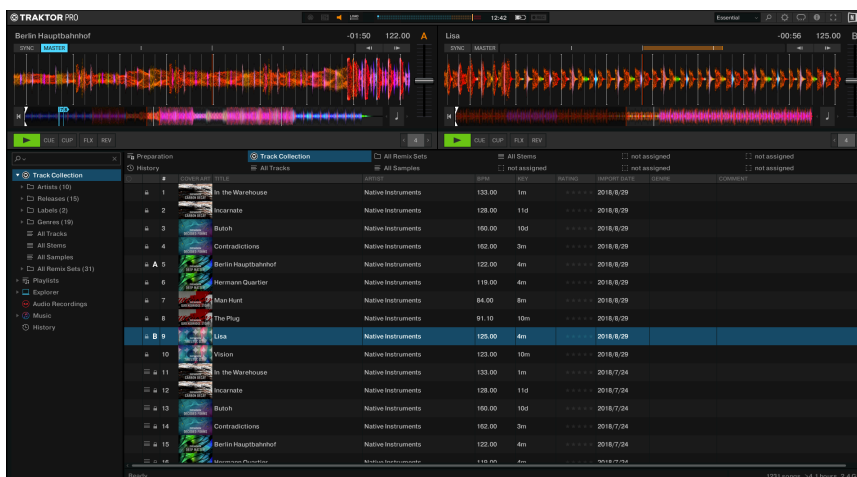 TRAKTOR PRO 12:42 Essential
Berlin Hauptbahnhof -01:50 122.00 A
SYNC MASTER
CUE CUP FLX REV 4
Lisa -00:56 125.00 B
SYNC MASTER
CUE CUP FLX REV 4
Track Collection
Artists (10)
Releases (15)
Labels (2)
Genres (19)
All Tracks
All Stems
All Samples
All Remix Sets (31)
Playlists
Explorer
Audio Recordings
Music
History
Preparation Track Collection All Remix Sets All Stems not assigned not assigned
History All Tracks All Samples not assigned not assigned not assigned
# COVER ART TITLE ARTIST BPM KEY RATING IMPORT DATE GENRE COMMENT
1 In the Warehouse Native Instruments 133.00 1m 2018/8/29
2 Incarnate Native Instruments 128.00 11d 2018/8/29
3 Butoh Native Instruments 160.00 10d 2018/8/29
4 Contradictions Native Instruments 162.00 3m 2018/8/29
A 5 Berlin Hauptbahnhof Native Instruments 122.00 4m 2018/8/29
6 Hermann Quartier Native Instruments 119.00 4m 2018/8/29
7 Man Hunt Native Instruments 84.00 8m 2018/8/29
8 The Plug Native Instruments 91.10 10m 2018/8/29
B 9 Lisa Native Instruments 125.00 4m 2018/8/29
10 Vision Native Instruments 123.00 10m 2018/8/29
11 In the Warehouse Native Instruments 133.00 1m 2018/7/24
12 Incarnate Native Instruments 128.00 11d 2018/7/24
13 Butoh Native Instruments 160.00 10d 2018/7/24
14 Contradictions Native Instruments 162.00 3m 2018/7/24
15 Berlin Hauptbahnhof Native Instruments 122.00 4m 2018/7/24
16 Hermann Quartier Native Instruments 119.00 4m 2018/7/24
Ready